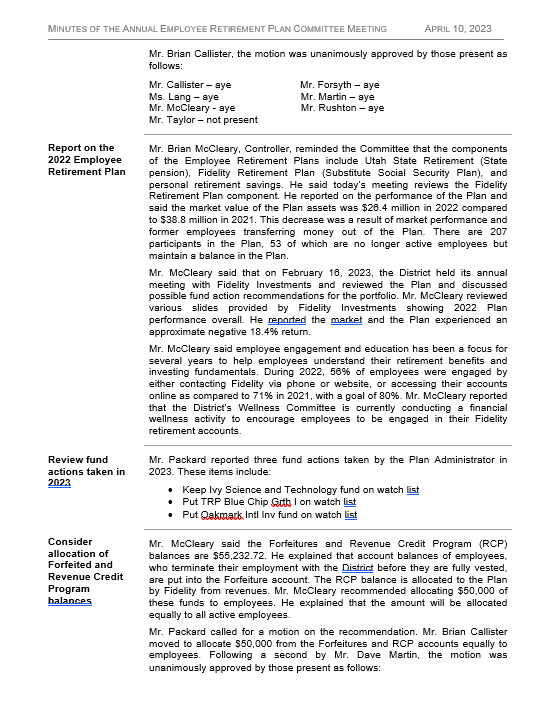 MINUTES OF THE ANNUAL EMPLOYEE RETIREMENT PLAN COMMITTEE MEETING APRIL 10, 2023
Mr. Brian Callister, the motion was unanimously approved by those present as
follows:
Mr. Callister – aye Mr. Forsyth – aye
Ms. Lang – aye Mr. Martin – aye
Mr. McCleary - aye Mr. Rushton – aye
Mr. Taylor – not present
Report on the
2022 Employee
Retirement Plan
Mr. Brian McCleary, Controller, reminded the Committee that the components
of the Employee Retirement Plans include Utah State Retirement (State
pension), Fidelity Retirement Plan (Substitute Social Security Plan), and
personal retirement savings. He said today's meeting reviews the Fidelity
Retirement Plan component. He reported on the performance of the Plan and
said the market value of the Plan assets was $26.4 million in 2022 compared
to $38.8 million in 2021. This decrease was a result of market performance and
former employees transferring money out of the Plan. There are 207
participants in the Plan, 53 of which are no longer active employees but
maintain a balance in the Plan.
Mr. McCleary said that on February 16, 2023, the District held its annual
meeting with Fidelity Investments and reviewed the Plan and discussed
possible fund action recommendations for the portfolio. Mr. McCleary reviewed
various slides provided by Fidelity Investments showing 2022 Plan
performance overall. He reported the market and the Plan experienced an
approximate negative 18.4% return.
Mr. McCleary said employee engagement and education has been a focus for
several years to help employees understand their retirement benefits and
investing fundamentals. During 2022, 56% of employees were engaged by
either contacting Fidelity via phone or website, or accessing their accounts
online as compared to 71% in 2021, with a goal of 80%. Mr. McCleary reported
that the District's Wellness Committee is currently conducting a financial
wellness activity to encourage employees to be engaged in their Fidelity
retirement accounts.
Review fund
actions taken in
2023
Mr. Packard reported three fund actions taken by the Plan Administrator in
2023. These items include:
• Keep Ivy Science and Technology fund on watch list
• Put TRP Blue Chip Grth I on watch list
• Put Oakmark Intl Inv fund on watch list
Consider
allocation of
Forfeited and
Revenue Credit
Program
balances
Mr. McCleary said the Forfeitures and Revenue Credit Program (RCP)
balances are $55,232.72. He explained that account balances of employees,
who terminate their employment with the District before they are fully vested,
are put into the Forfeiture account. The RCP balance is allocated to the Plan
by Fidelity from revenues. Mr. McCleary recommended allocating $50,000 of
these funds to employees. He explained that the amount will be allocated
equally to all active employees.
Mr. Packard called for a motion on the recommendation. Mr. Brian Callister
moved to allocate $50,000 from the Forfeitures and RCP accounts equally to
employees. Following a second by Mr. Dave Martin, the motion was
unanimously approved by those present as follows: